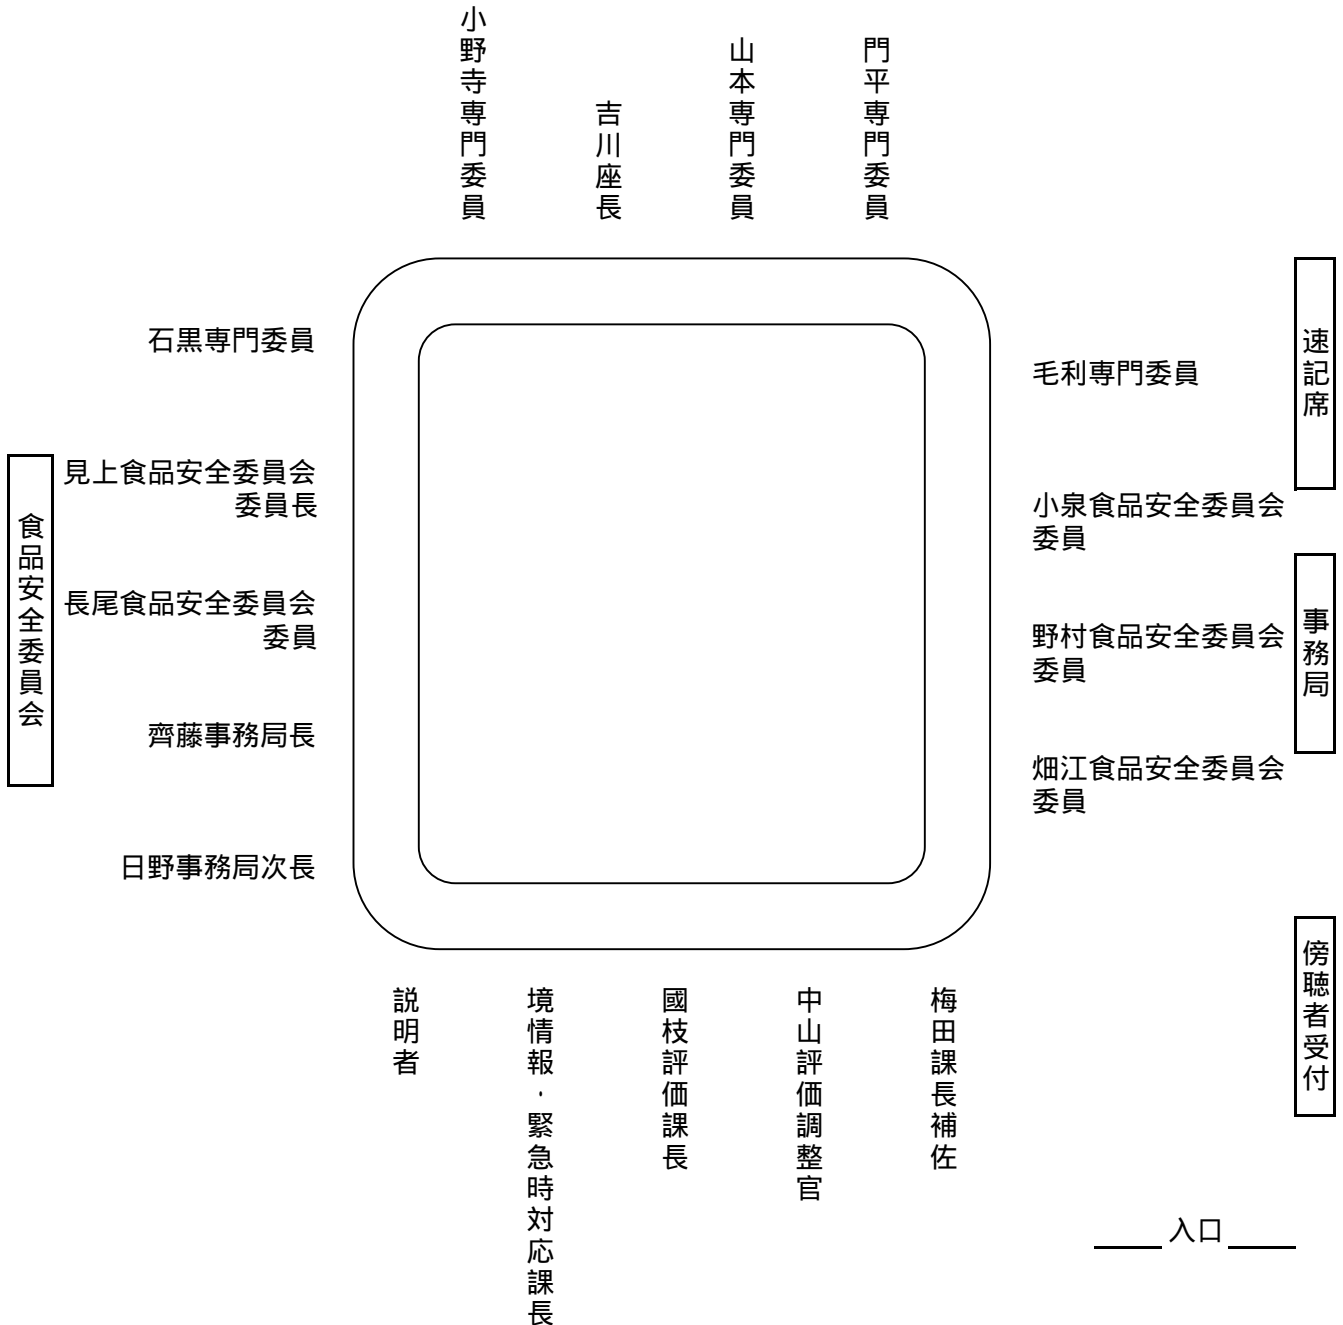 小野寺専門委員
吉川座長
山本専門委員
門平専門委員
石黒専門委員
見上食品安全委員会
委員長
長尾食品安全委員会
委員
齊藤事務局長
日野事務局次長
食品安全委員会
毛利専門委員
小泉食品安全委員会
委員
野村食品安全委員会
委員
畑江食品安全委員会
委員
速記席
事務局
傍聴者受付
説明者
境情報・緊急時対応課長
國枝評価課長
中山評価調整官
梅田課長補佐
入口